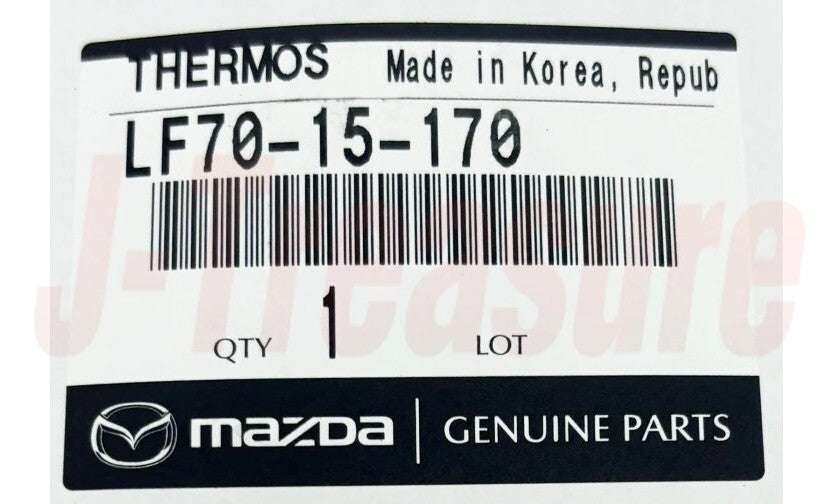 THERMOS Made in Korea, Repub
LF70-15-170
J-Treasure
QTY 1 LOT
mazda GENUINE PARTS